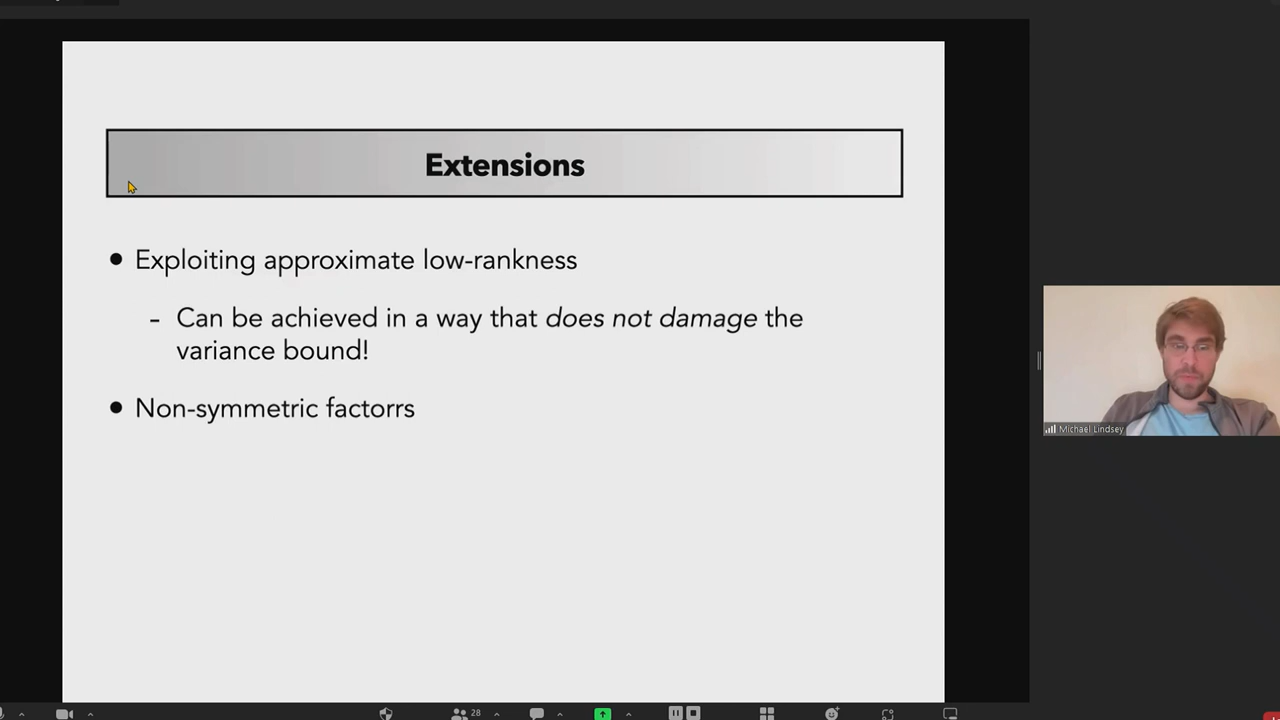 Extensions
• Exploiting approximate low-rankness
- Can be achieved in a way that does not damage the
variance bound!
• Non-symmetric factorrs
Michael Lindsey
28